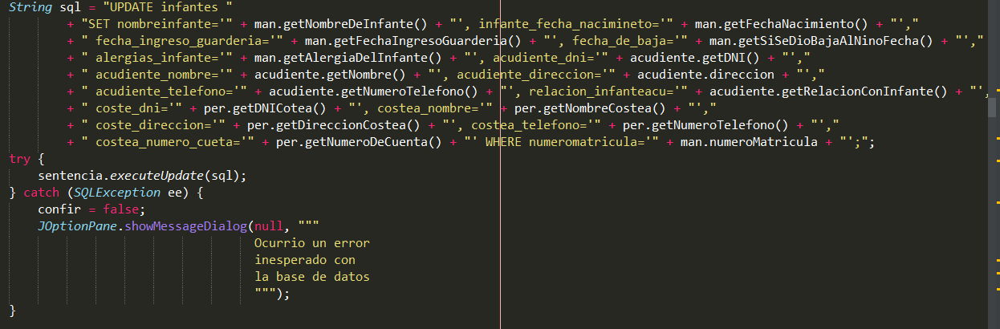 String sql = "UPDATE infantes "
+ "SET nombreinfante='" + man.getNombreDeInfante() + "', infante_fecha_nacimineto='" + man.getFechaNacimiento() + "',"
+ " fecha_ingreso_guarderia='" + man.getFechaIngresoGuarderia() + "', fecha_de_baja='" + man.getSiSeDioBajaAlNinoFecha() + "',"
+ " alergias_infante='" + man.getAlergiaDelInfante() + "', acudiente_dni='" + acudiente.getDNI() + "',"
+ " acudiente_nombre='" + acudiente.getNombre() + "', acudiente_direccion='" + acudiente.direccion + "',"
+ " acudiente_telefono='" + acudiente.getNumeroTelefono() + "', relacion_infanteacu='" + acudiente.getRelacionConInfante() + "',
+ " coste_dni='" + per.getDNICotea() + "', costea_nombre='" + per.getNombreCostea() + "',"
+ " coste_direccion='" + per.getDireccionCostea() + "', costea_telefono='" + per.getNumeroTelefono() + "',"
+ " costea_numero_cueta='" + per.getNumeroDeCuenta() + "' WHERE numeromatricula='" + man.numeroMatricula + "';";
try {
sentencia.executeUpdate(sql);
} catch (SQLException ee) {
confir = false;
JOptionPane.showMessageDialog(null, """
Ocurrio un error
inesperado con
la base de datos
""");
}